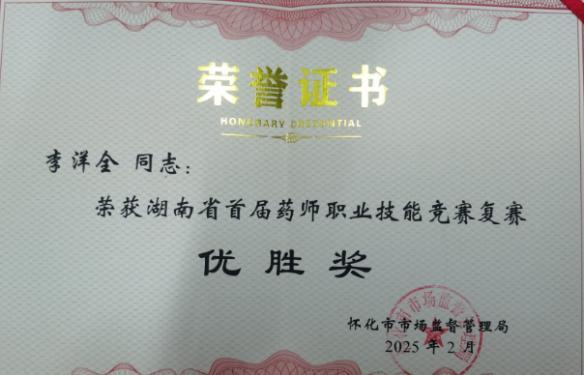 荣誉证书
HONORARY CREDENTIAL
李洋全 同志：
荣获湖南省首届药师职业技能竞赛复赛
优胜奖
怀化市市场监督管理局
2025 年 2 月